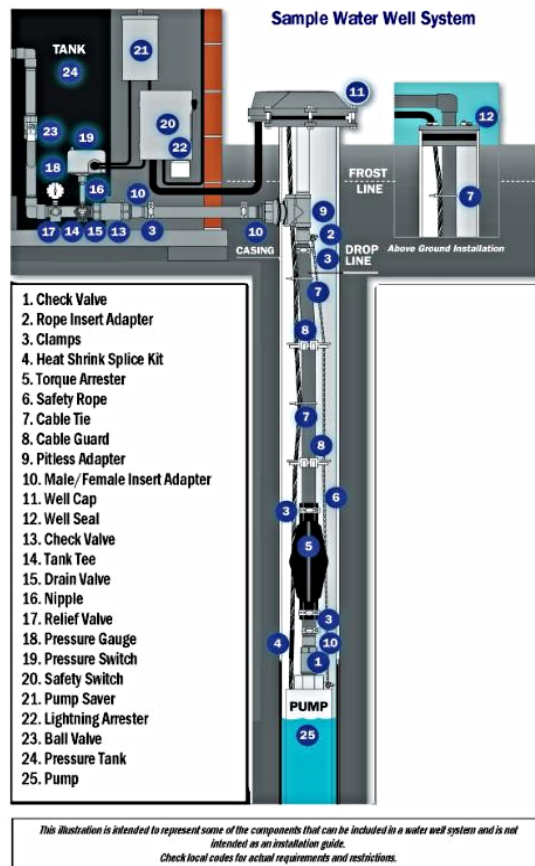 Sample Water Well System
21
TANK
24
11
20
12
23
19
22
18
FROST
LINE
7
16
10
9
Above Ground Installation
17
14
15
13
3
10
2
CASING
DROP
LINE
3
7
8
7
8
6
3
5
3
4
10
1
PUMP
25
1. Check Valve
2. Rope Insert Adapter
3. Clamps
4. Heat Shrink Splice Kit
5. Torque Arrester
6. Safety Rope
7. Cable Tie
8. Cable Guard
9. Pitless Adapter
10. Male/Female Insert Adapter
11. Well Cap
12. Well Seal
13. Check Valve
14. Tank Tee
15. Drain Valve
16. Nipple
17. Relief Valve
18. Pressure Gauge
19. Pressure Switch
20. Safety Switch
21. Pump Saver
22. Lightning Arrester
23. Ball Valve
24. Pressure Tank
25. Pump
This illustration is intended to represent some of the components that can be included in a water well system and is not
intended as an installation guide.
Check local codes for actual requirements and restrictions.